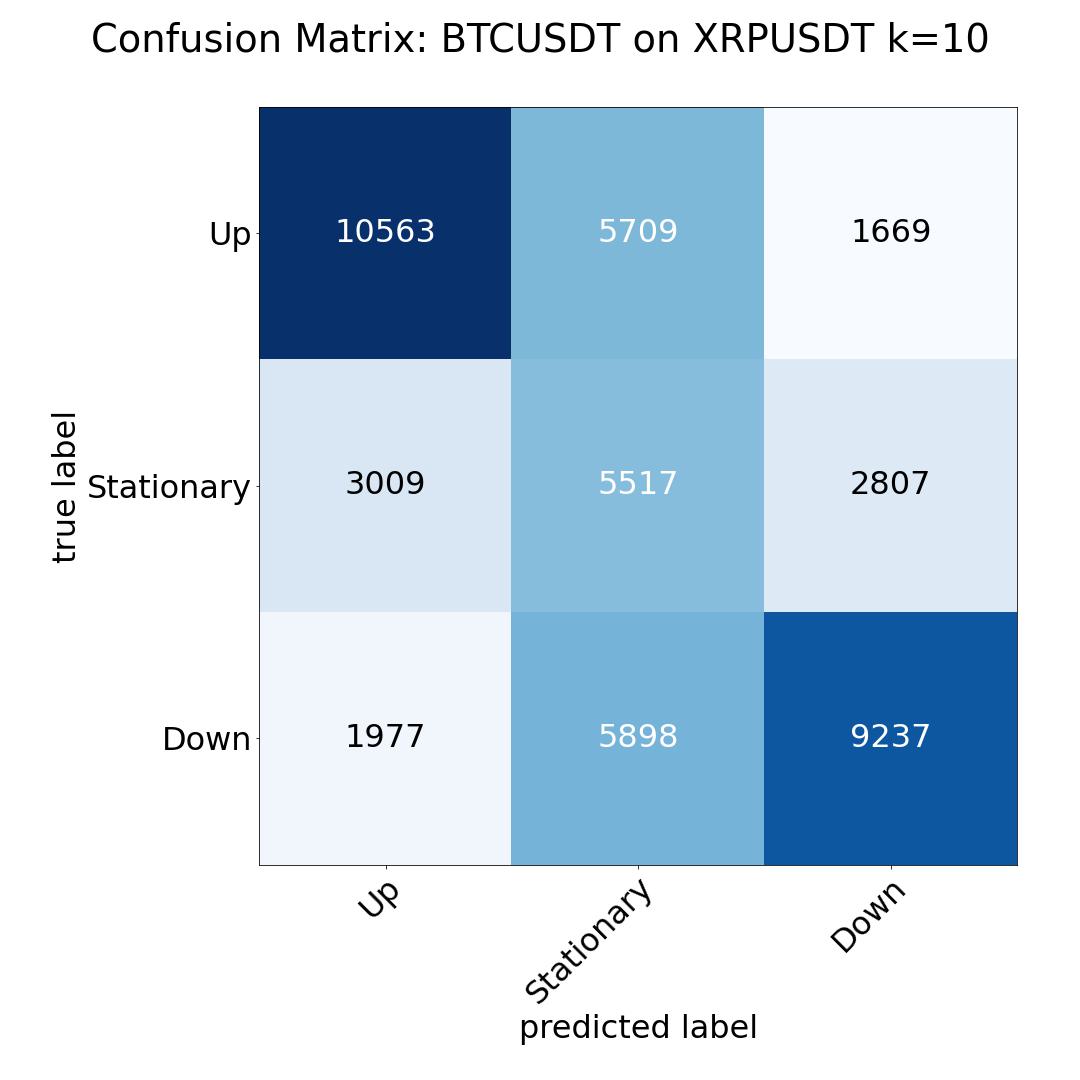 Confusion Matrix: BTCUSDT on XRPUSDT k=10
Up 10563 5709 1669
true label
Stationary 3009 5517 2807
Down 1977 5898 9237
Up Stationary Down
predicted label